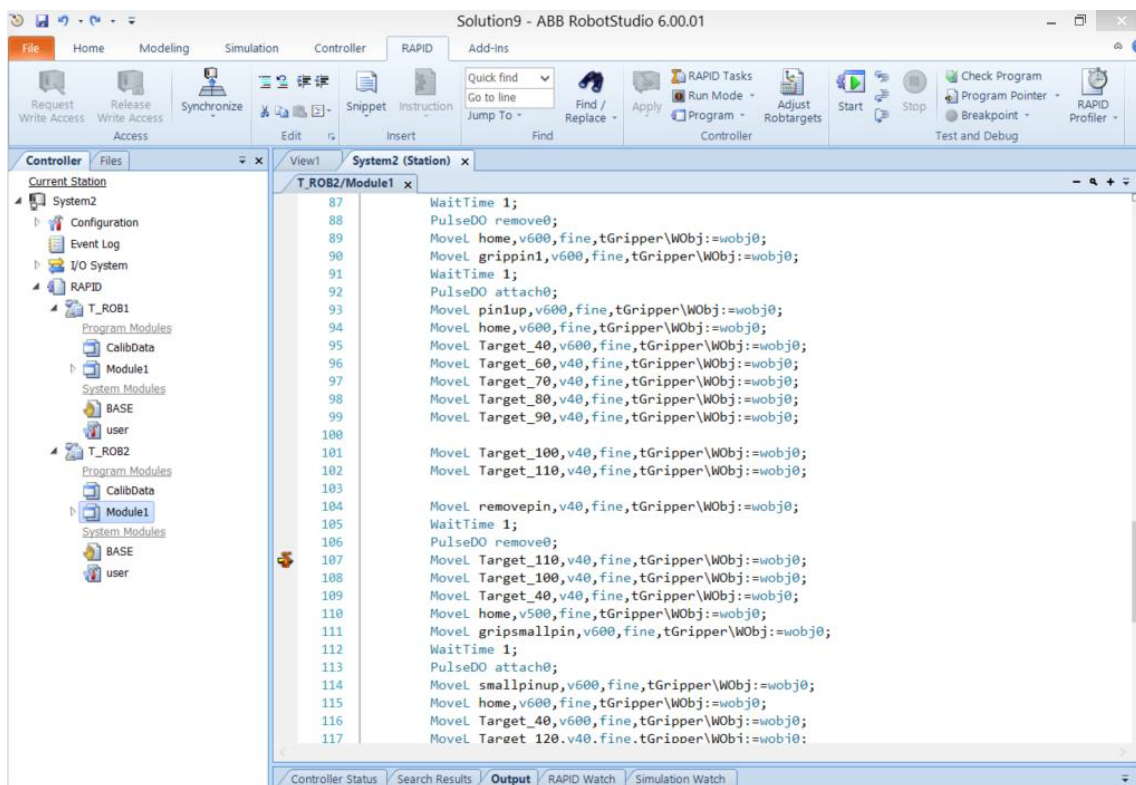 Solution9 - ABB RobotStudio 6.00.01
File Home Modeling Simulation Controller RAPID Add-Ins
Request Write Access
Release Write Access
Synchronize
Access
Edit
Snippet
Instruction
Insert
Quick find
Go to line
Jump To
Find / Replace
Find
Apply
RAPID Tasks
Run Mode
Program
Adjust Robtargets
Controller
Start
Stop
Check Program
Program Pointer
Breakpoint
Test and Debug
RAPID Profiler
Controller Files
Current Station
System2
Configuration
Event Log
I/O System
RAPID
T_ROB1
Program Modules
CalibData
Module1
System Modules
BASE
user
T_ROB2
Program Modules
CalibData
Module1
System Modules
BASE
user
View1 System2 (Station)
T_ROB2/Module1
87 WaitTime 1;
88 PulseDO remove0;
89 MoveL home,v600,fine,tGripper\WObj:=wobj0;
90 MoveL grippin1,v600,fine,tGripper\WObj:=wobj0;
91 WaitTime 1;
92 PulseDO attach0;
93 MoveL pin1up,v600,fine,tGripper\WObj:=wobj0;
94 MoveL home,v600,fine,tGripper\WObj:=wobj0;
95 MoveL Target_40,v600,fine,tGripper\WObj:=wobj0;
96 MoveL Target_60,v40,fine,tGripper\WObj:=wobj0;
97 MoveL Target_70,v40,fine,tGripper\WObj:=wobj0;
98 MoveL Target_80,v40,fine,tGripper\WObj:=wobj0;
99 MoveL Target_90,v40,fine,tGripper\WObj:=wobj0;
100
101 MoveL Target_100,v40,fine,tGripper\WObj:=wobj0;
102 MoveL Target_110,v40,fine,tGripper\WObj:=wobj0;
103
104 MoveL removepin,v40,fine,tGripper\WObj:=wobj0;
105 WaitTime 1;
106 PulseDO remove0;
107 MoveL Target_110,v40,fine,tGripper\WObj:=wobj0;
108 MoveL Target_100,v40,fine,tGripper\WObj:=wobj0;
109 MoveL Target_40,v40,fine,tGripper\WObj:=wobj0;
110 MoveL home,v500,fine,tGripper\WObj:=wobj0;
111 MoveL gripsmallpin,v600,fine,tGripper\WObj:=wobj0;
112 WaitTime 1;
113 PulseDO attach0;
114 MoveL smallpinup,v600,fine,tGripper\WObj:=wobj0;
115 MoveL home,v600,fine,tGripper\WObj:=wobj0;
116 MoveL Target_40,v600,fine,tGripper\WObj:=wobj0;
117 MoveL Target_120,v40,fine,tGripper\WObj:=wobj0;
Controller Status Search Results Output RAPID Watch Simulation Watch